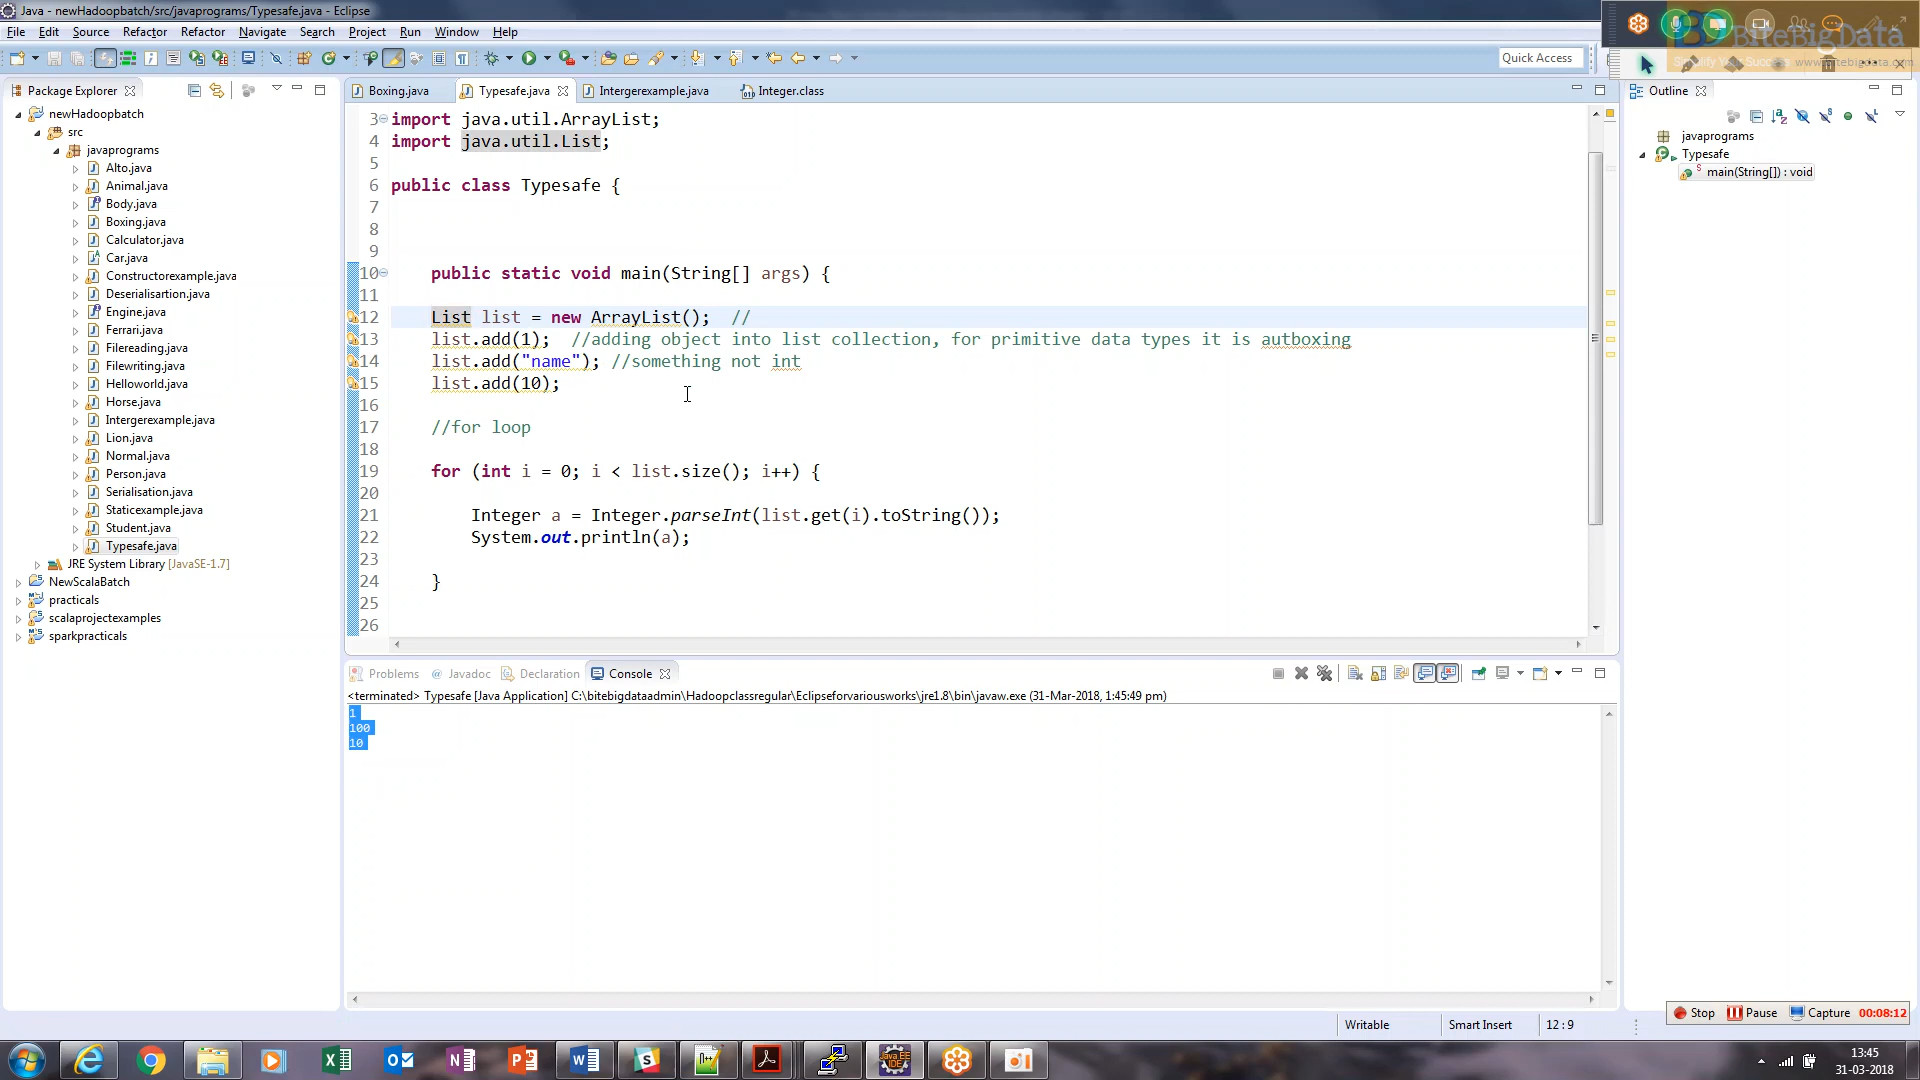 Java - newHadoopbatch/src/javaprograms/Typesafe.java - Eclipse
File Edit Source Refactor Refactor Navigate Search Project Run Window Help
BiteBigData
Quick Access
Package Explorer
Boxing.java Typesafe.java Intergerexample.java Integer.class
Outline
newHadoopbatch
src
javaprograms
Alto.java
Animal.java
Body.java
Boxing.java
Calculator.java
Car.java
Constructorexample.java
Deserialisartion.java
Engine.java
Ferrari.java
Filereading.java
Filewriting.java
Helloworld.java
Horse.java
Intergerexample.java
Lion.java
Normal.java
Person.java
Serialisation.java
Staticexample.java
Student.java
Typesafe.java
JRE System Library [JavaSE-1.7]
NewScalaBatch
practicals
scalaprojectexamples
sparkpracticals
3 import java.util.ArrayList;
4 import java.util.List;
5
6 public class Typesafe {
7
8
9
10 public static void main(String[] args) {
11
12 List list = new ArrayList(); //
13 list.add(1); //adding object into list collection, for primitive data types it is autboxing
14 list.add("name"); //something not int
15 list.add(10);
16
17 //for loop
18
19 for (int i = 0; i < list.size(); i++) {
20
21 Integer a = Integer.parseInt(list.get(i).toString());
22 System.out.println(a);
23
24 }
25
26
javaprograms
Typesafe
main(String[]) : void
Problems @ Javadoc Declaration Console
<terminated> Typesafe [Java Application] C:\bitebigdataadmin\Hadoopclassregular\Eclipseforvariousworks\jre1.8\bin\javaw.exe (31-Mar-2018, 1:45:49 pm)
1
100
10
Stop Pause Capture 00:08:12
Writable Smart Insert 12 : 9
13:45
31-03-2018